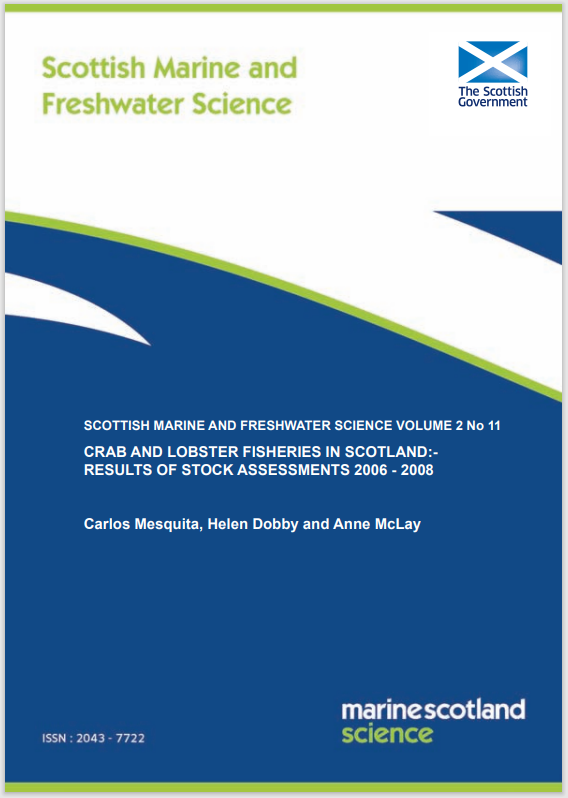 Scottish Marine and
Freshwater Science
The Scottish
Government
SCOTTISH MARINE AND FRESHWATER SCIENCE VOLUME 2 No 11
CRAB AND LOBSTER FISHERIES IN SCOTLAND:-
RESULTS OF STOCK ASSESSMENTS 2006 - 2008
Carlos Mesquita, Helen Dobby and Anne McLay
marinescotland
science
ISSN : 2043 - 7722